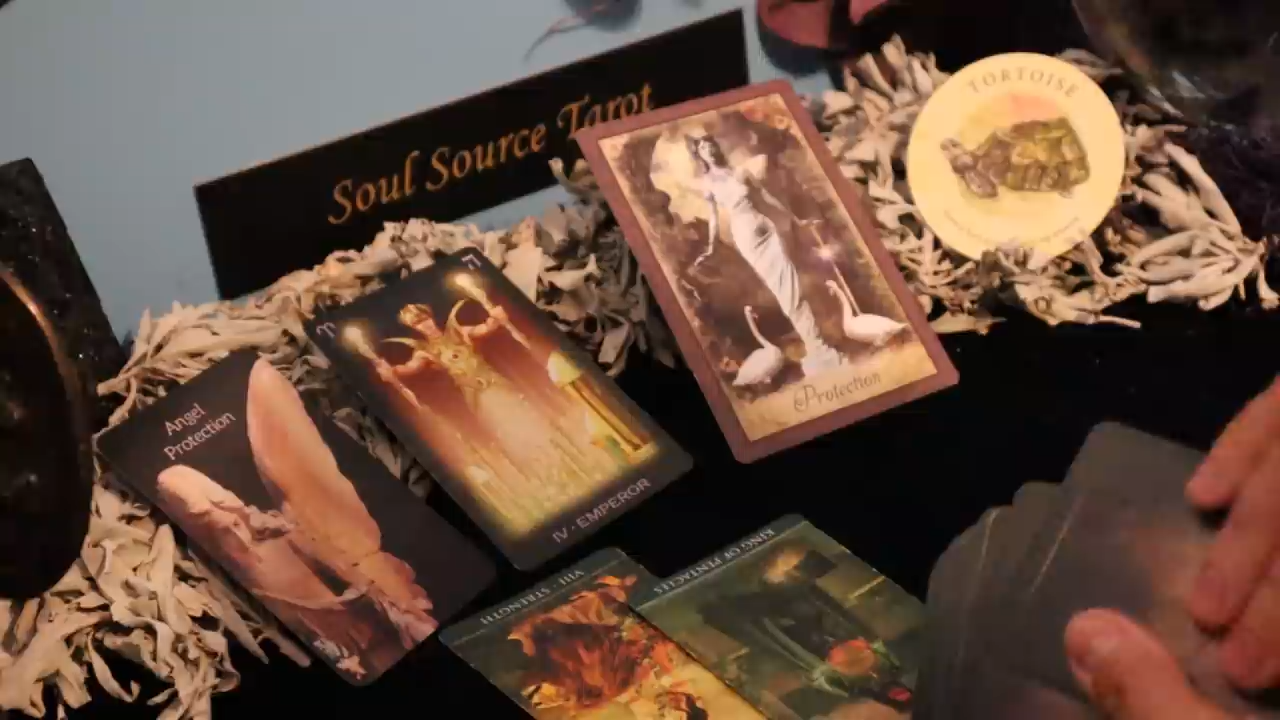 Soul Source Tarot
TORTOISE
Angel
Protection
IV · EMPEROR
Protection
VIII · STRENGTH
KING OF PENTACLES